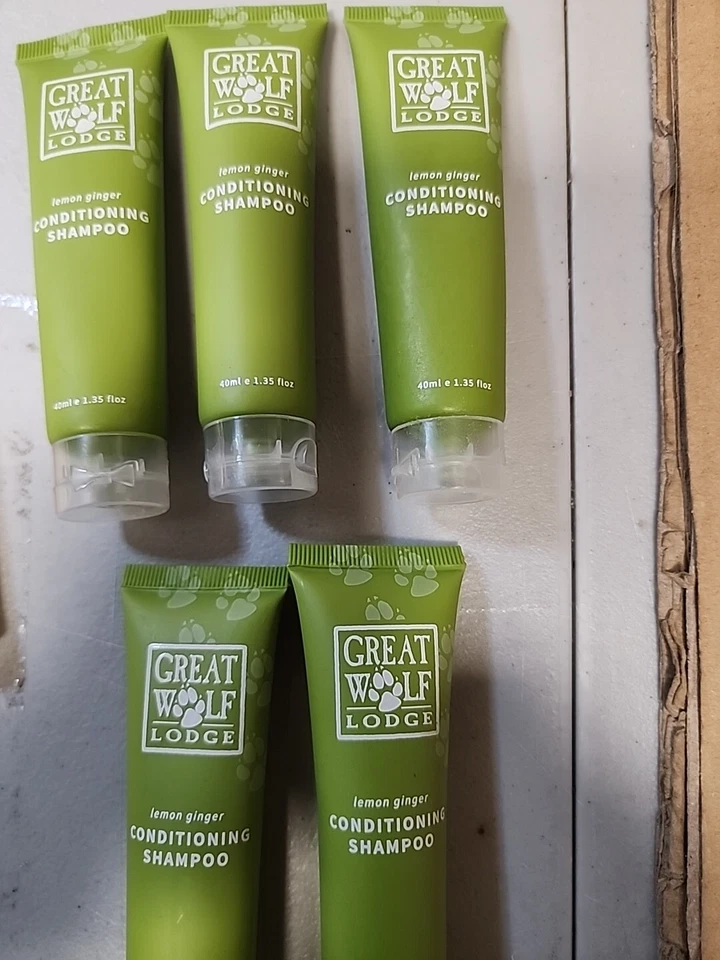 GREAT
WOLF
LODGE
lemon ginger
CONDITIONING
SHAMPOO
40ml e 1.35 floz
GREAT
WOLF
LODGE
lemon ginger
CONDITIONING
SHAMPOO
40ml e 1.35 floz
GREAT
WOLF
LODGE
lemon ginger
CONDITIONING
SHAMPOO
40ml e 1.35 floz
GREAT
WOLF
LODGE
lemon ginger
CONDITIONING
SHAMPOO
GREAT
WOLF
LODGE
lemon ginger
CONDITIONING
SHAMPOO